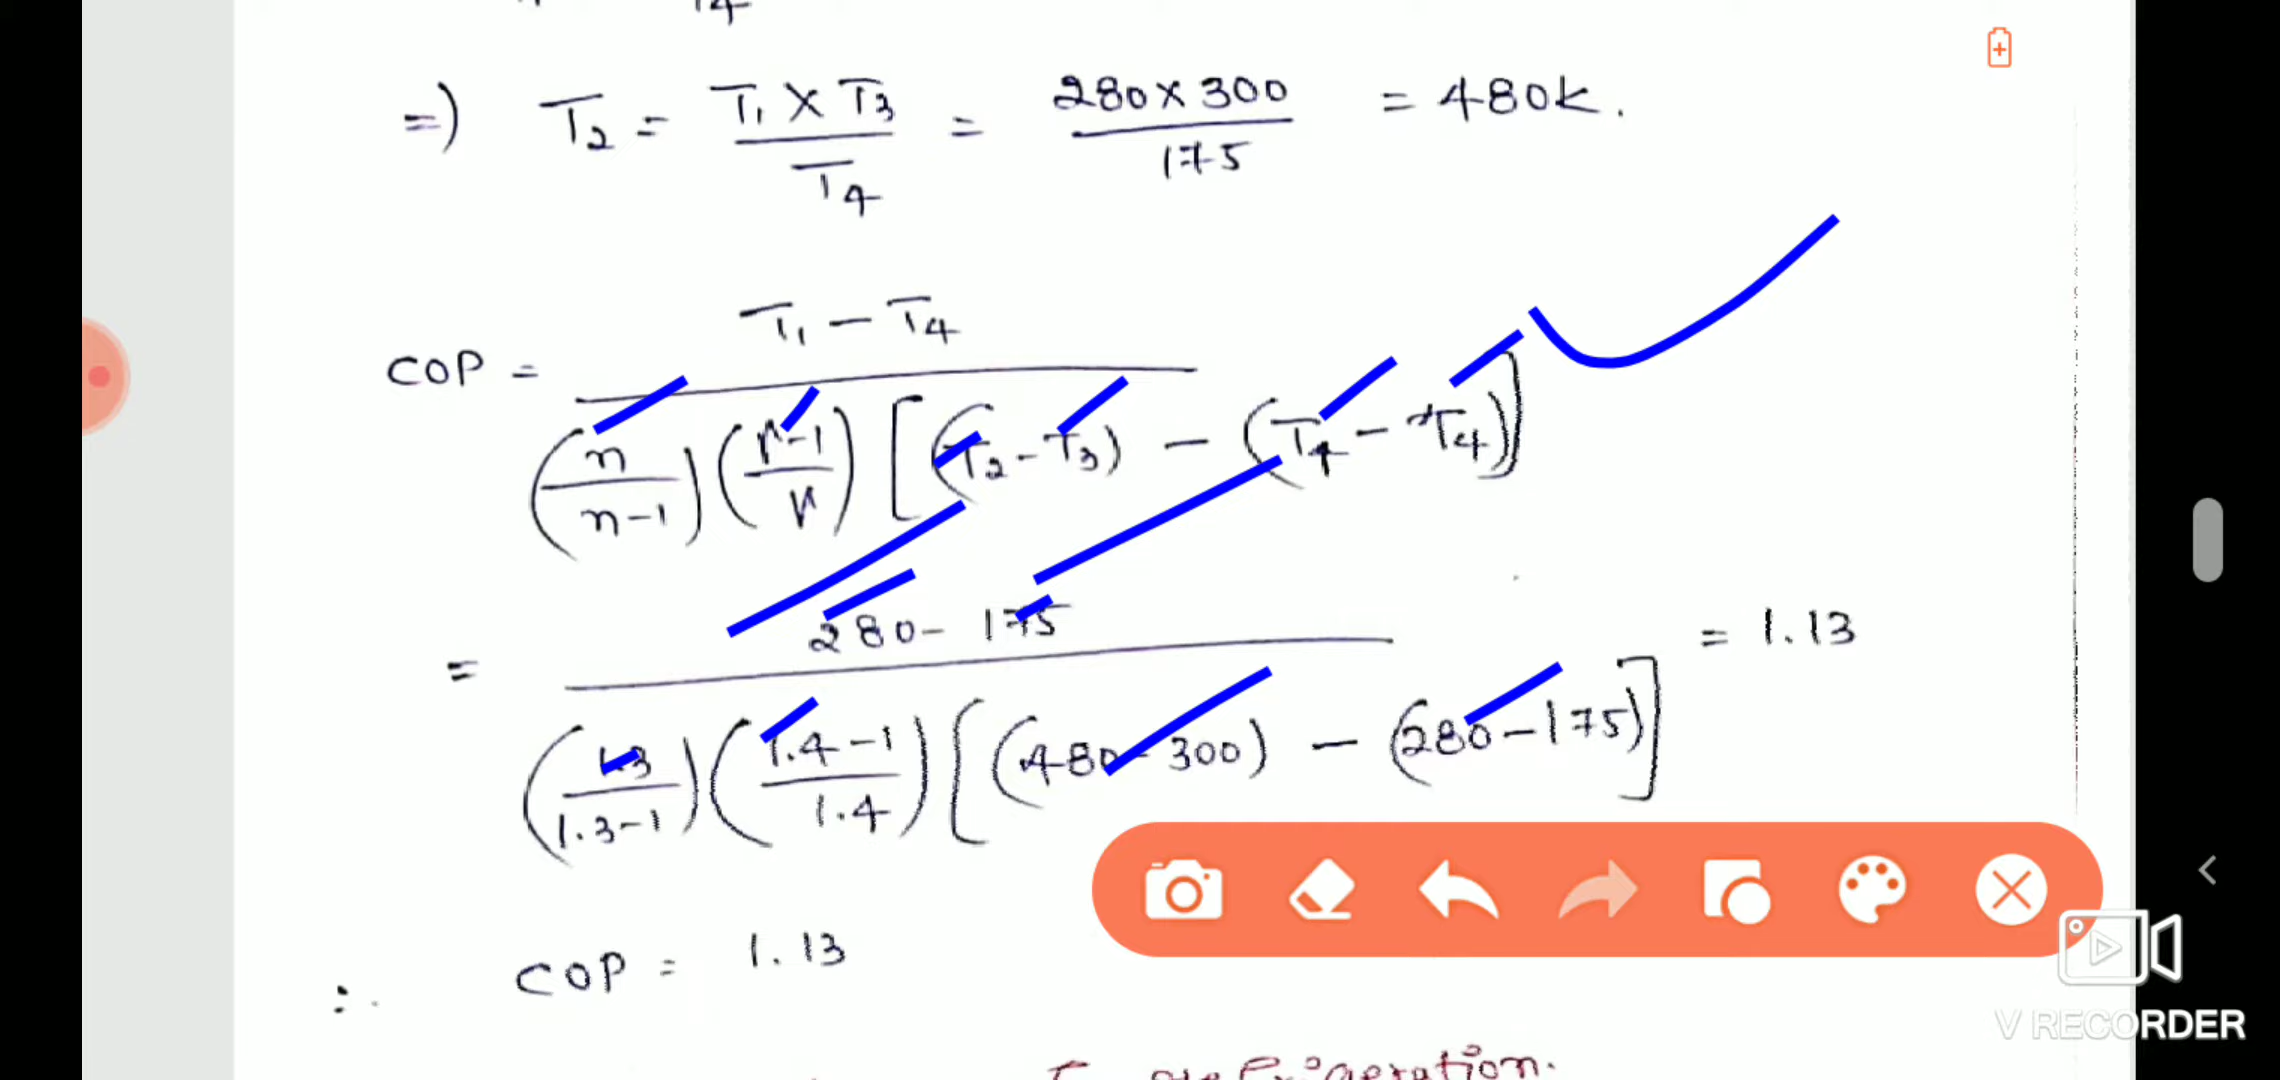 =) T2 = T1 X T3 / T4 = 280 x 300 / 175 = 480K.
COP = T1 - T4 / (n / n-1) (r-1 / r) [(T2 - T3) - (T1 - T4)]
= 280 - 175 / (1.3 / 1.3-1) (1.4-1 / 1.4) [(480 - 300) - (280 - 175)] = 1.13
∴ COP = 1.13
V RECORDER